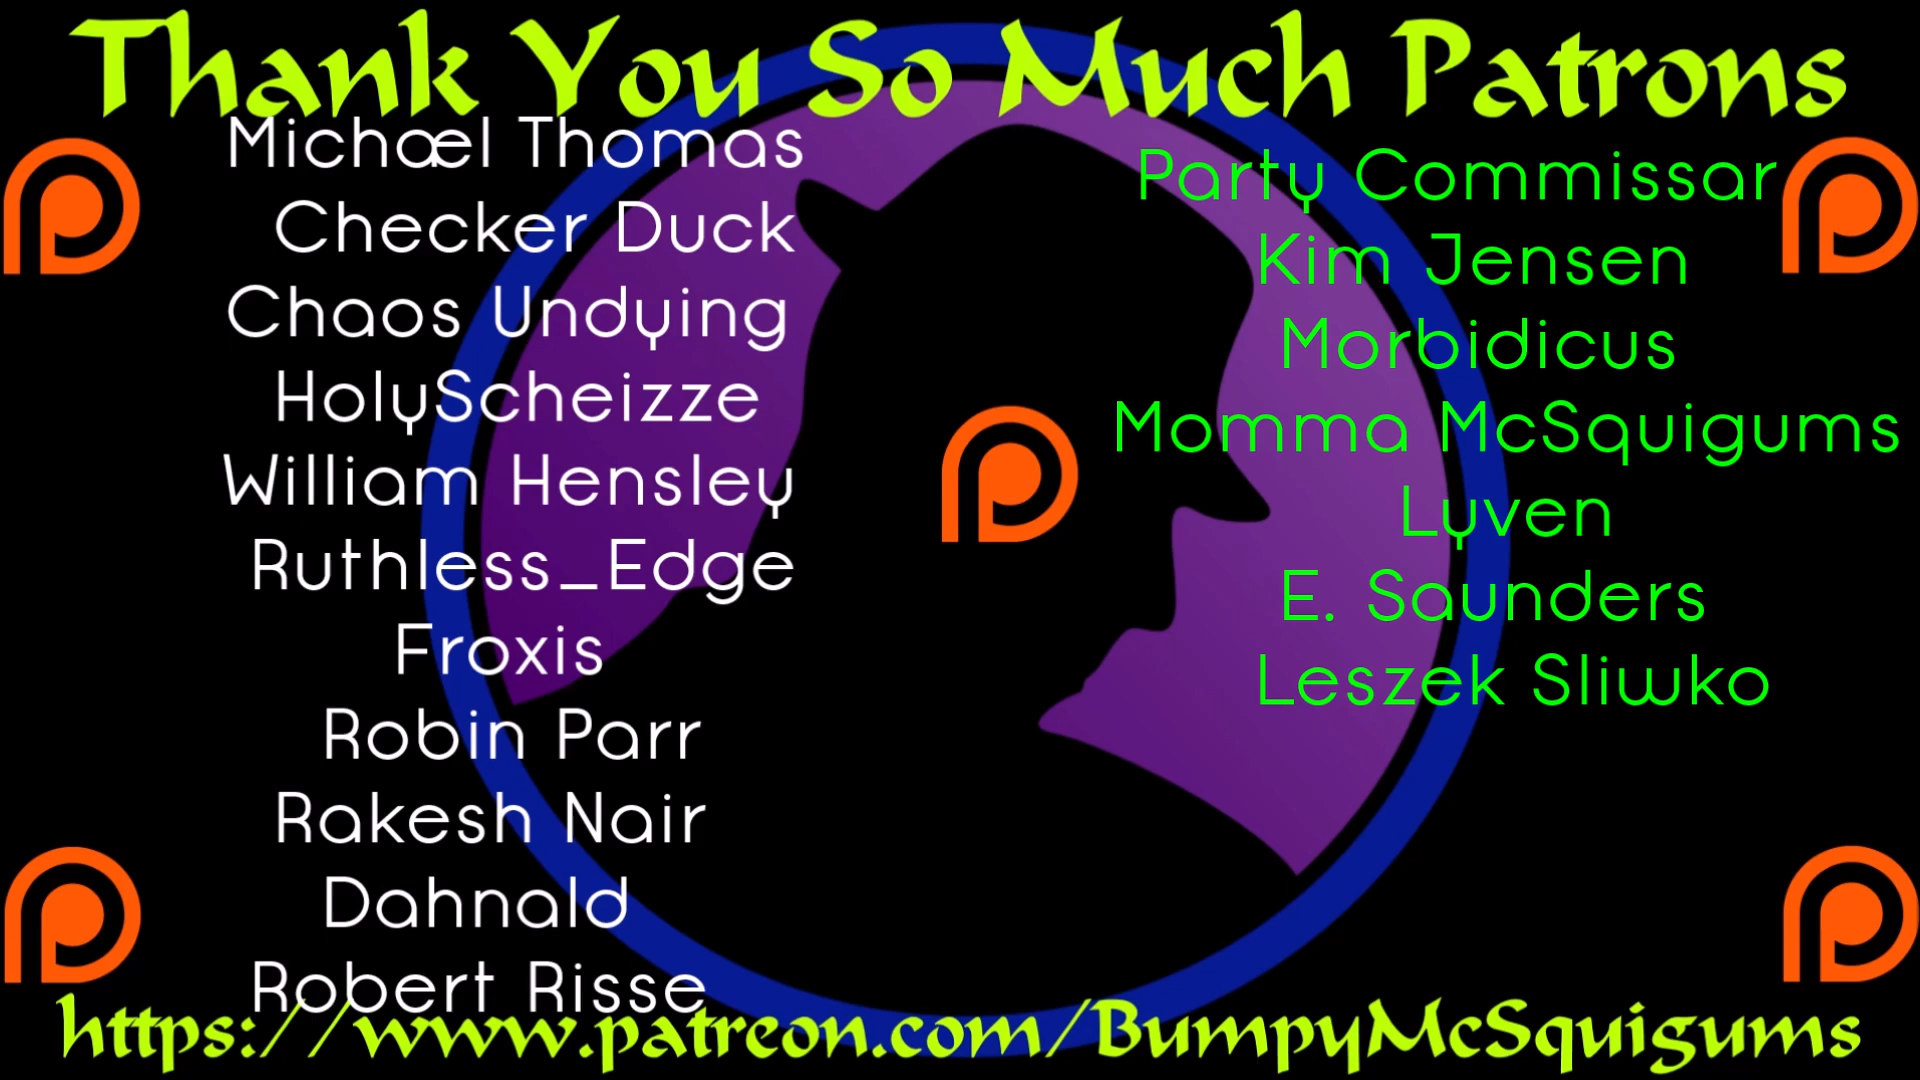 Thank You So Much Patrons
Michael Thomas
Checker Duck
Chaos Undying
HolyScheizze
William Hensley
Ruthless_Edge
Froxis
Robin Parr
Rakesh Nair
Dahnald
Robert Risse
Party Commissar
Kim Jensen
Morbidicus
Momma McSquigums
Lyven
E. Saunders
Leszek Sliwko
https://www.patreon.com/BumpyMcSquigums